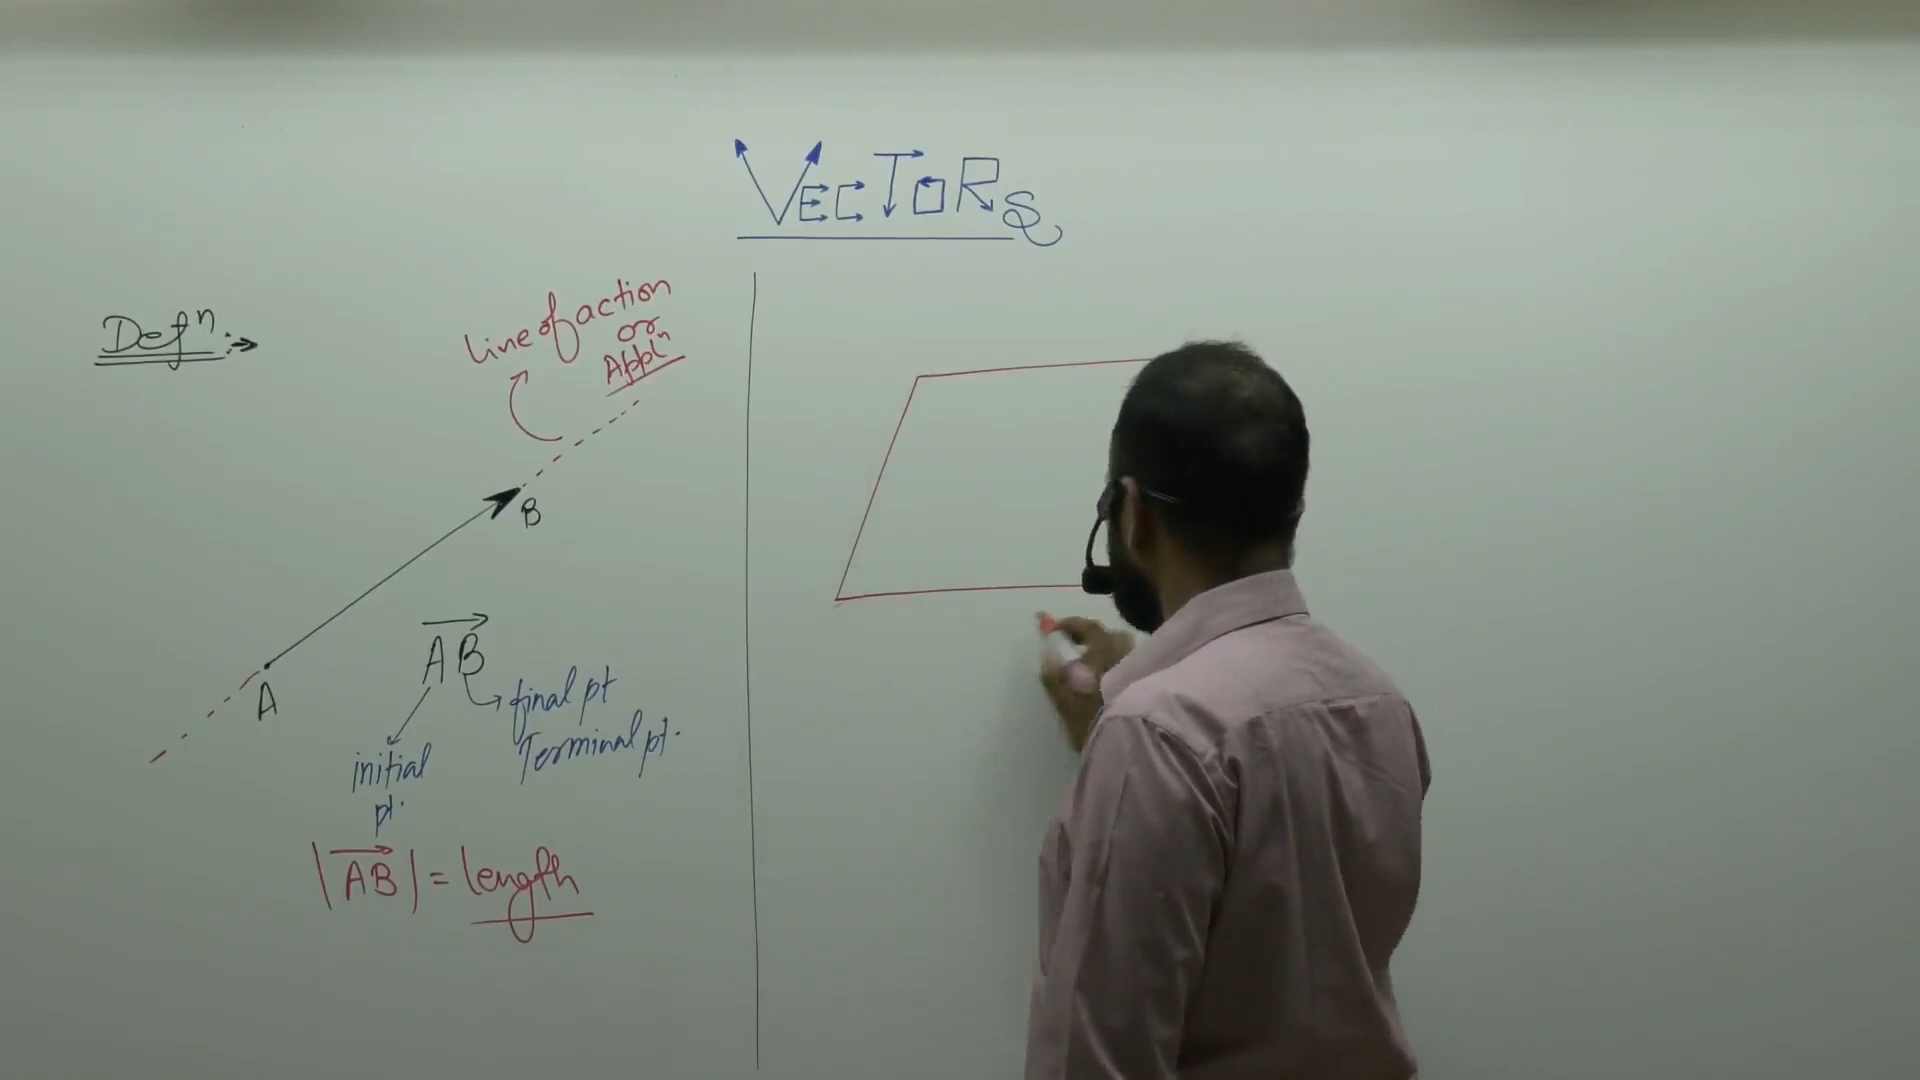 VECTORS
Defⁿ :→
Line of action
or
Applⁿ
B
A
AB
final pt
Terminal pt.
initial
pt.
|AB| = length